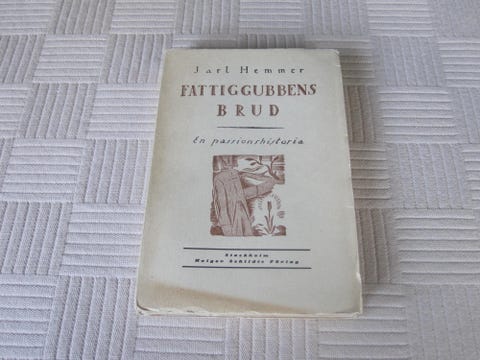 Jarl Hemmer
FATTIGGUBBENS
BRUD
En passionshistoria
Stockholm
Holger Schildts Förlag